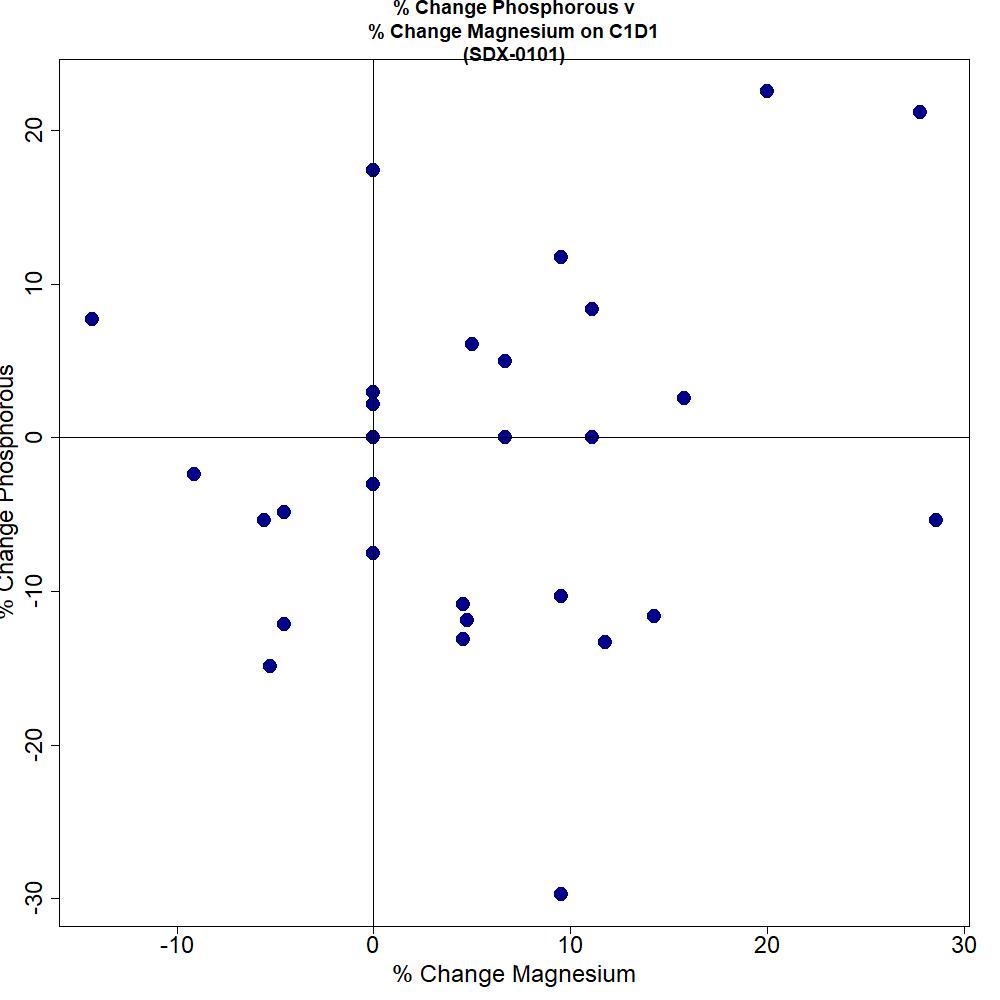 % Change Phosphorous v
% Change Magnesium on C1D1
(SDX-0101)
% Change Phosphorous
20
10
0
-10
-20
-30
-10
0
10
20
30
% Change Magnesium